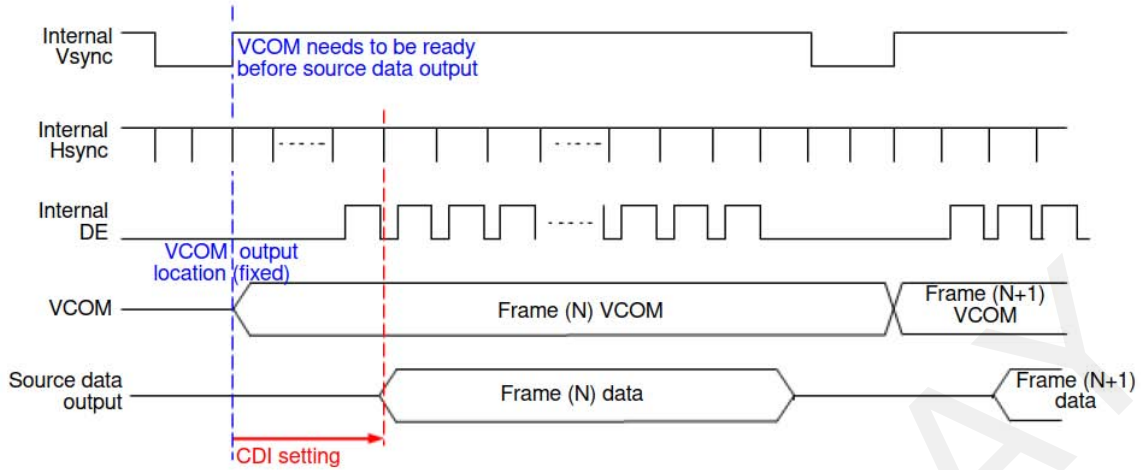 Internal
Vsync
VCOM needs to be ready
before source data output
Internal
Hsync
Internal
DE
VCOM output
location (fixed)
VCOM
Frame (N) VCOM
Frame (N+1)
VCOM
Source data
output
Frame (N) data
Frame (N+1)
data
CDI setting
AY